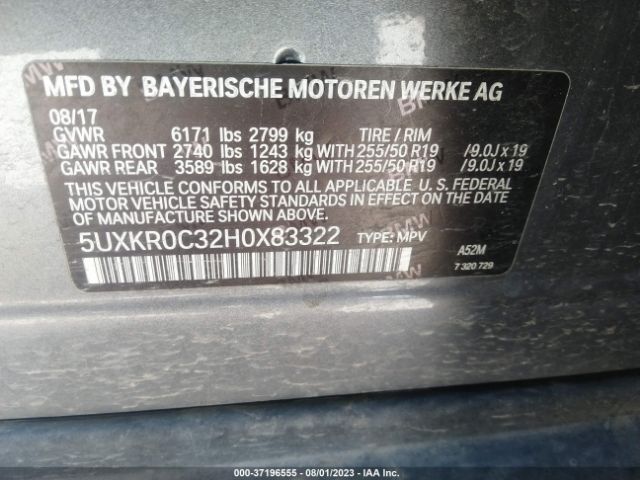 MFD BY BAYERISCHE MOTOREN WERKE AG
08/17
GVWR 6171 lbs 2799 kg TIRE / RIM
GAWR FRONT 2740 lbs 1243 kg WITH 255/50 R19 /9.0J x 19
GAWR REAR 3589 lbs 1628 kg WITH 255/50 R19 /9.0J x 19
THIS VEHICLE CONFORMS TO ALL APPLICABLE U. S. FEDERAL
MOTOR VEHICLE SAFETY STANDARDS IN EFFECT ON THE DATE
OF MANUFACTURE SHOWN ABOVE.
5UXKR0C32H0X83322 TYPE: MPV A52M
7 320 729
000-37196555 - 08/01/2023 - IAA Inc.